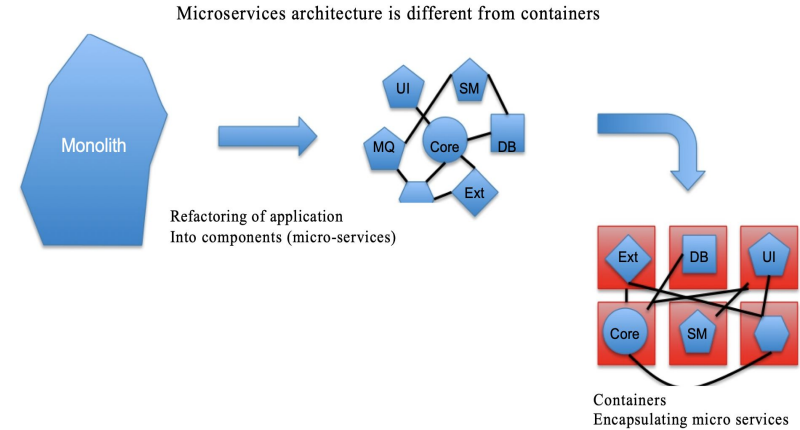 Microservices architecture is different from containers
Monolith
UI
SM
MQ
Core
DB
Ext
Refactoring of application
Into components (micro-services)
Ext
DB
UI
Core
SM
Containers
Encapsulating micro services